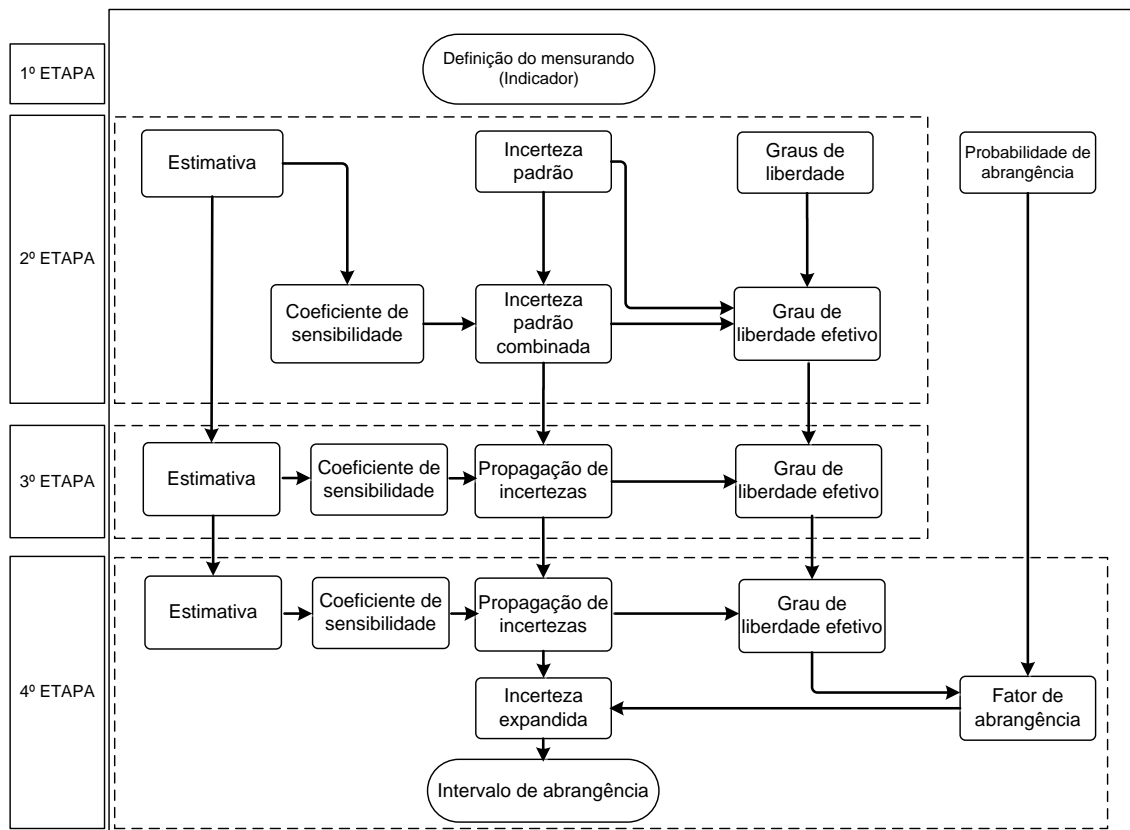 1º ETAPA
Definição do mensurando
(Indicador)
2º ETAPA
Estimativa
Incerteza
padrão
Graus de
liberdade
Probabilidade de
abrangência
Coeficiente de
sensibilidade
Incerteza
padrão
combinada
Grau de
liberdade efetivo
3º ETAPA
Estimativa
Coeficiente de
sensibilidade
Propagação de
incertezas
Grau de
liberdade efetivo
4º ETAPA
Estimativa
Coeficiente de
sensibilidade
Propagação de
incertezas
Grau de
liberdade efetivo
Incerteza
expandida
Fator de
abrangência
Intervalo de abrangência